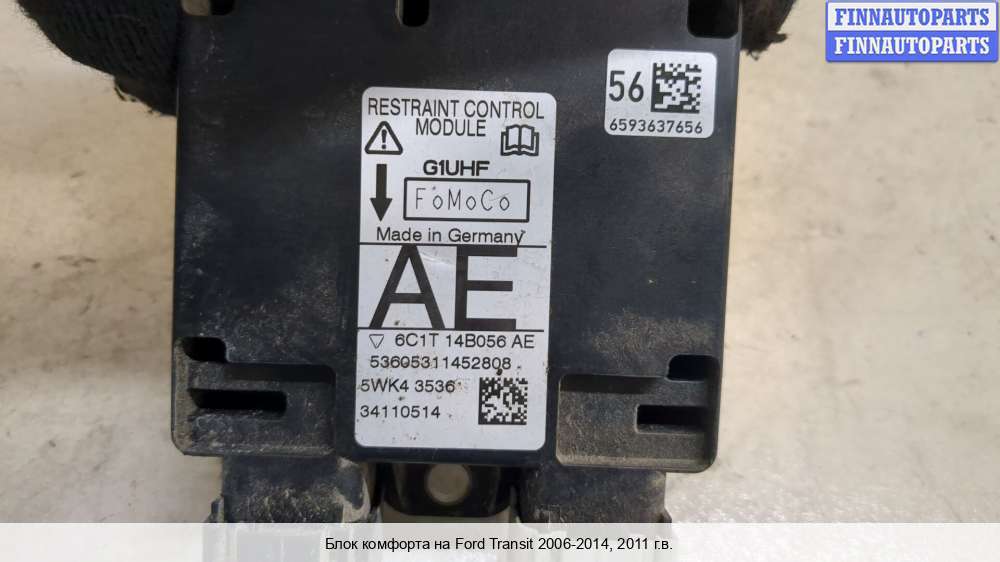 FINNAUTOPARTS
FINNAUTOPARTS
56
6593637656
RESTRAINT CONTROL
MODULE
G1UHF
FoMoCo
Made in Germany
AE
6C1T 14B056 AE
53605311452808
5WK4 3536
34110514
Блок комфорта на Ford Transit 2006-2014, 2011 г.в.